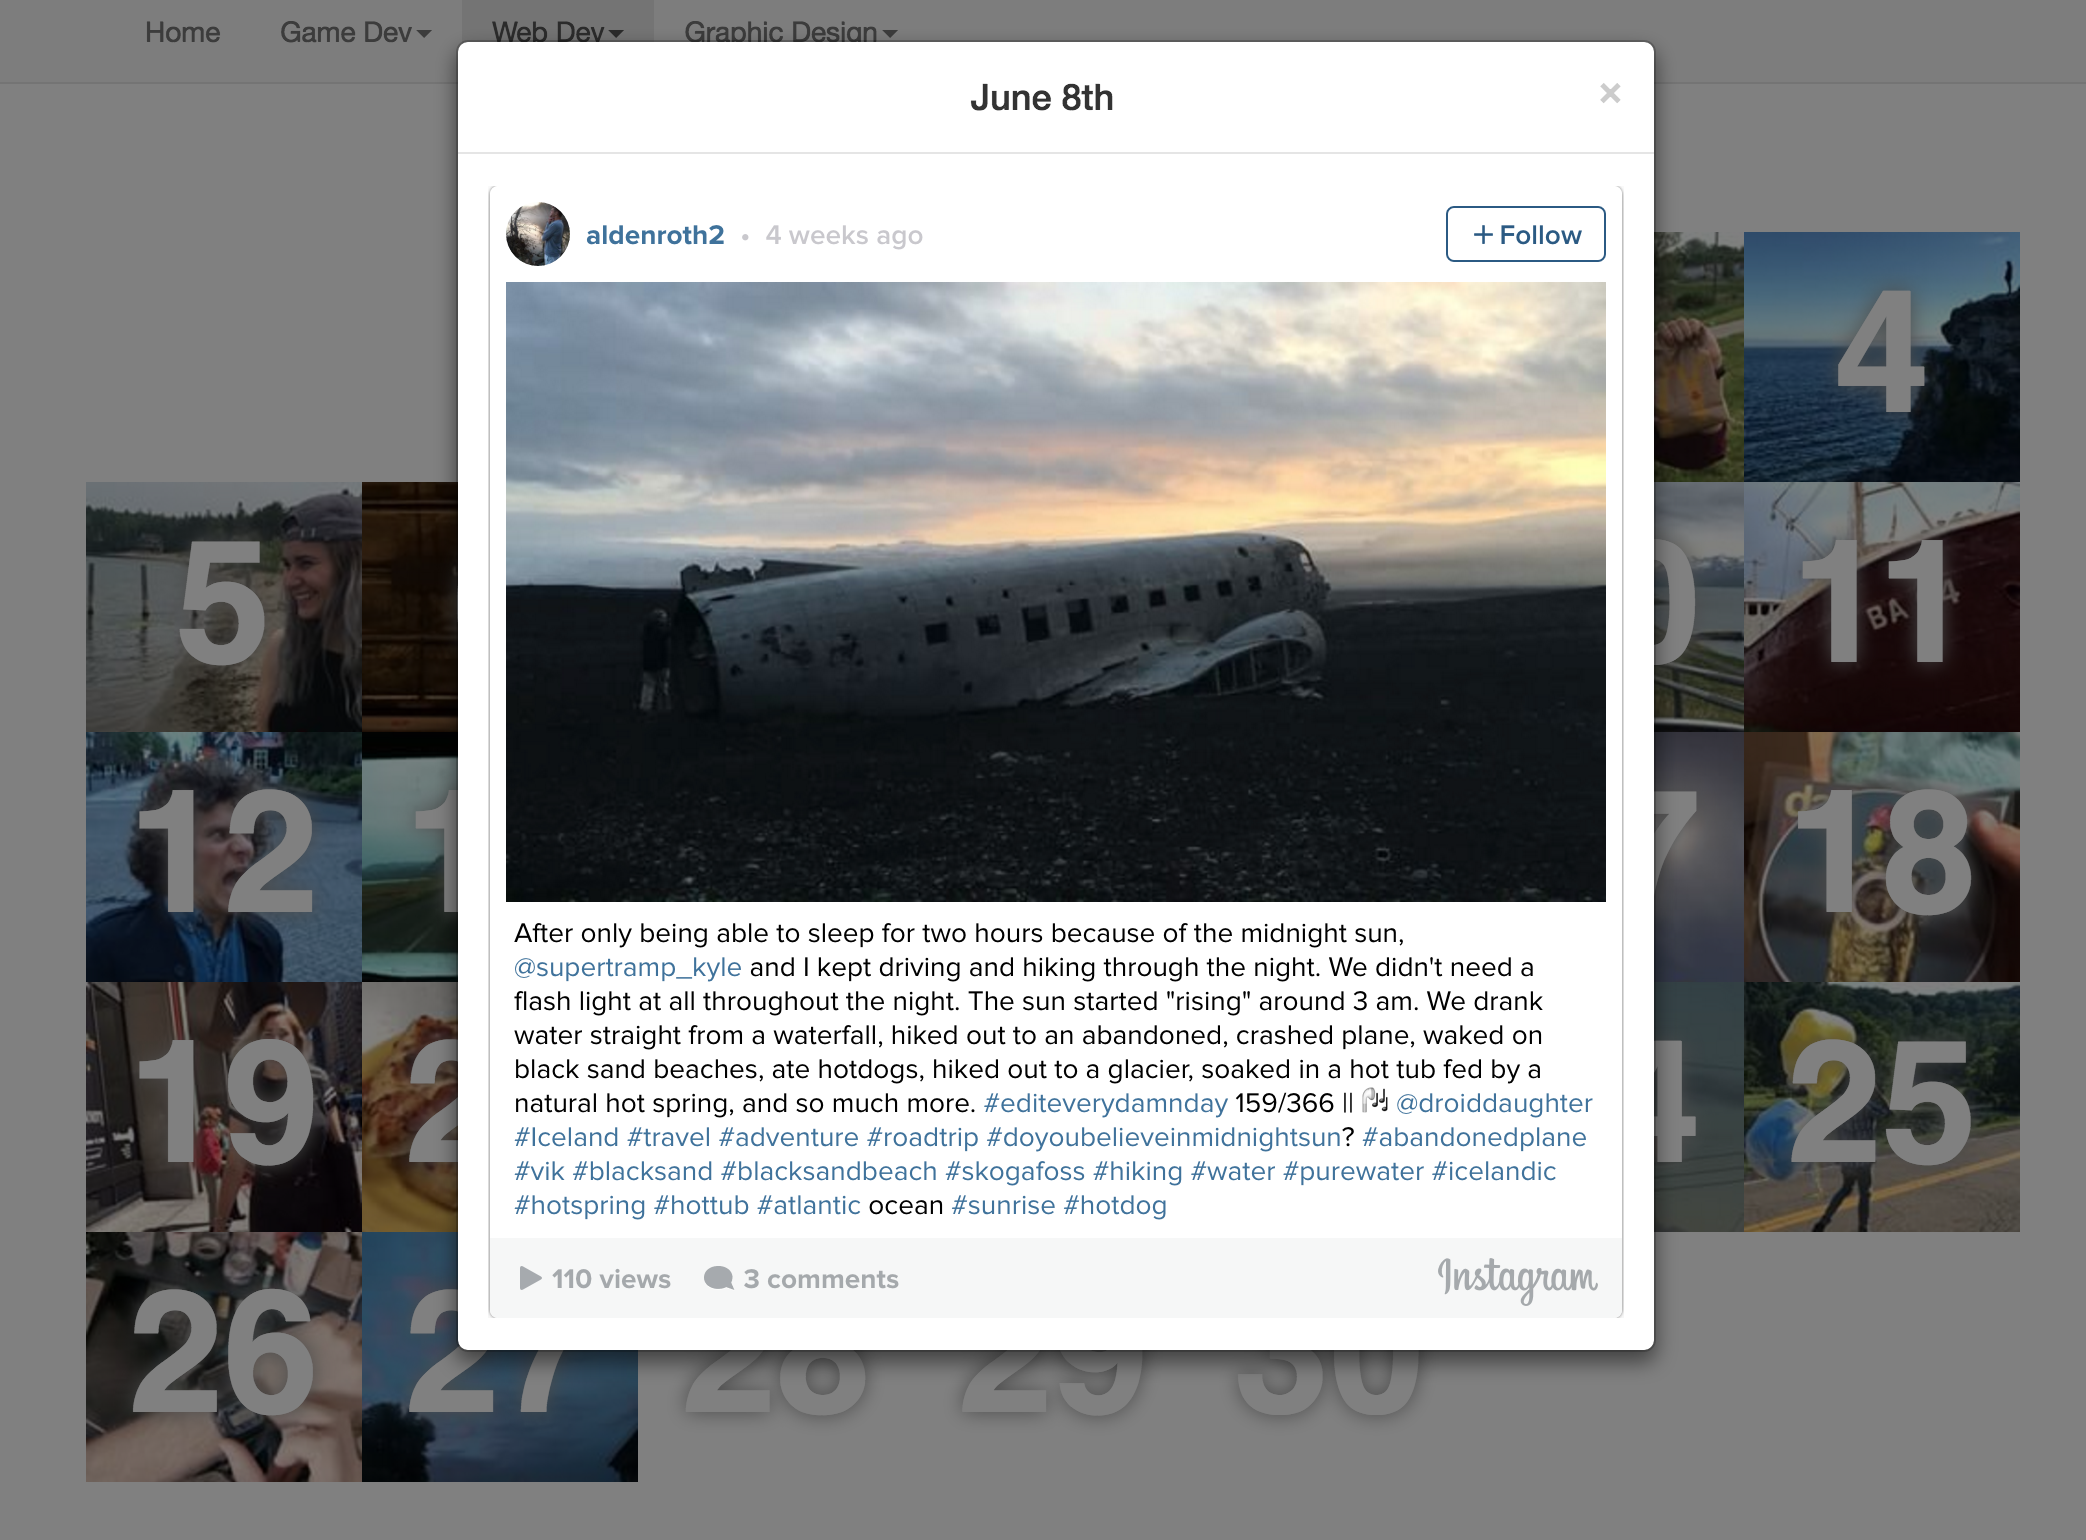 Home Game Dev Web Dev Graphic Design
June 8th ×
aldenroth2 • 4 weeks ago + Follow
4
5
11
BA 4
12
18
19
25
After only being able to sleep for two hours because of the midnight sun,
@supertramp_kyle and I kept driving and hiking through the night. We didn't need a
flash light at all throughout the night. The sun started "rising" around 3 am. We drank
water straight from a waterfall, hiked out to an abandoned, crashed plane, waked on
black sand beaches, ate hotdogs, hiked out to a glacier, soaked in a hot tub fed by a
natural hot spring, and so much more. #editeverydamnday 159/366 || 🎧 @droiddaughter
#Iceland #travel #adventure #roadtrip #doyoubelieveinmidnightsun? #abandonedplane
#vik #blacksand #blacksandbeach #skogafoss #hiking #water #purewater #icelandic
#hotspring #hottub #atlantic ocean #sunrise #hotdog
110 views 3 comments Instagram
26 27 28 29 30